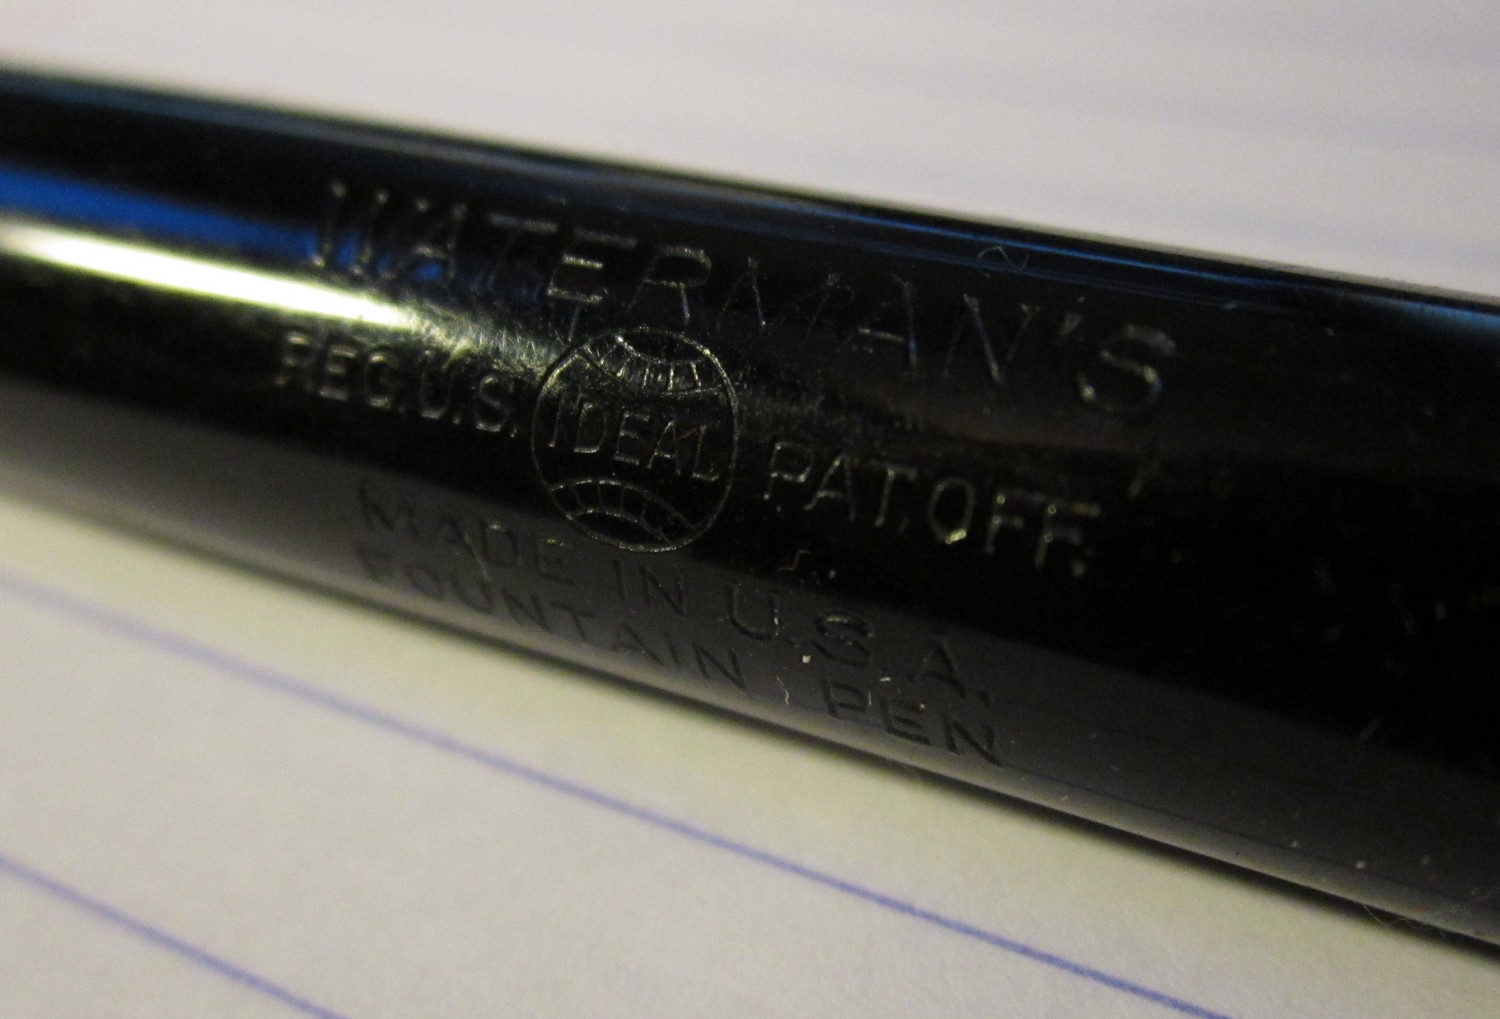 WATERMAN'S
REG. U.S. IDEAL PAT. OFF.
MADE IN U.S.A.
FOUNTAIN PEN